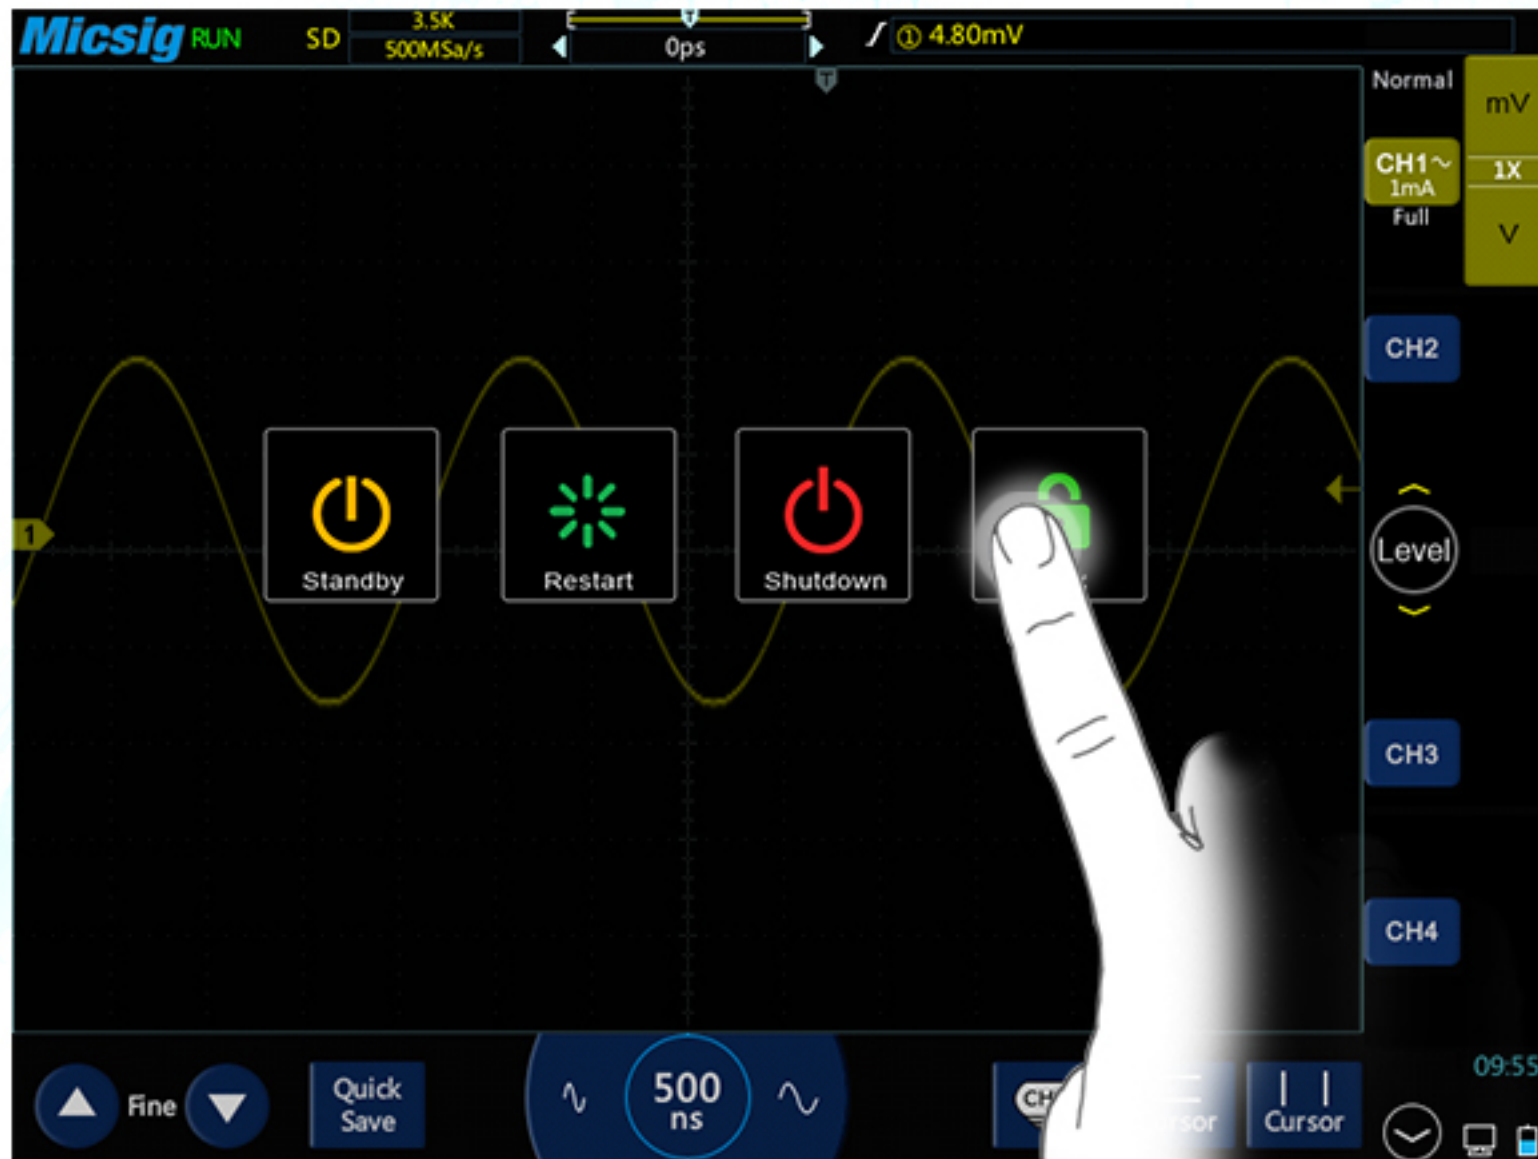 Micsig RUN SD 3.5K
500MSa/s
T
0ps
① 4.80mV
T
Normal
mV
CH1
1mA
1X
Full
V
CH2
1
Level
Standby
Restart
Shutdown
CH3
CH4
09:55
Fine
Quick
Save
500
ns
Cursor